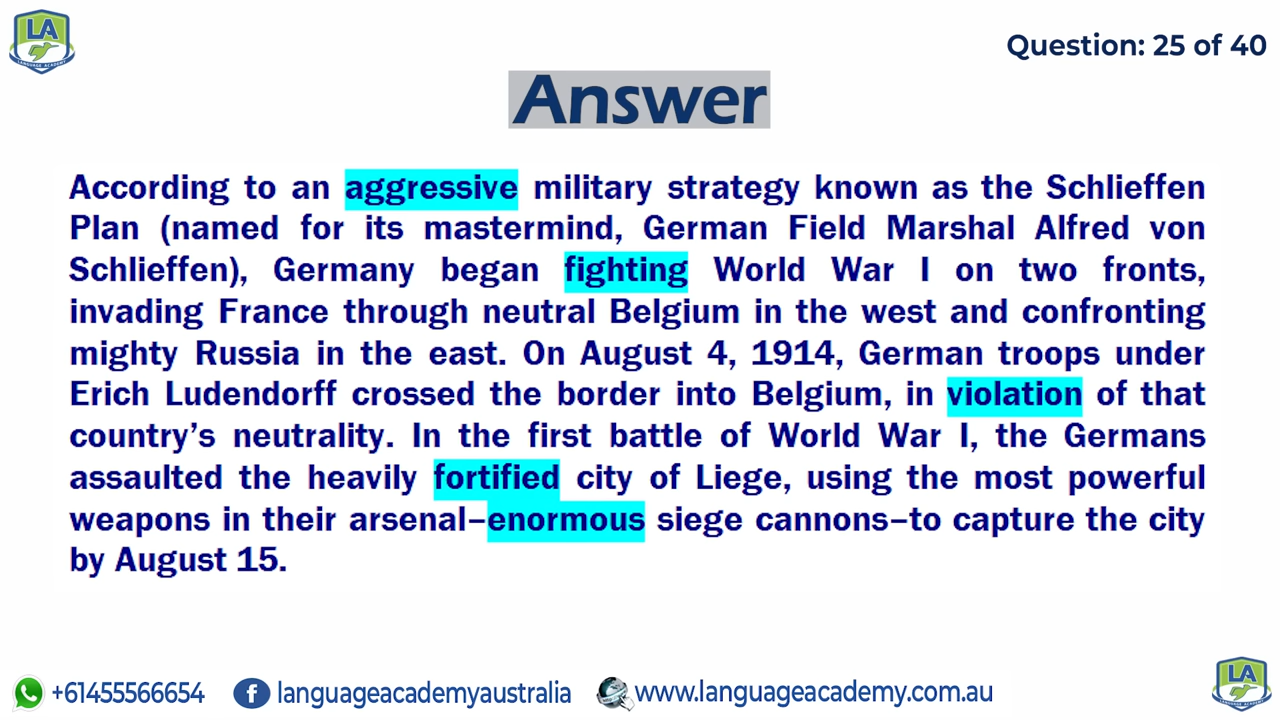 LA
LANGUAGE ACADEMY
Question: 25 of 40
Answer
According to an aggressive military strategy known as the Schlieffen
Plan (named for its mastermind, German Field Marshal Alfred von
Schlieffen), Germany began fighting World War I on two fronts,
invading France through neutral Belgium in the west and confronting
mighty Russia in the east. On August 4, 1914, German troops under
Erich Ludendorff crossed the border into Belgium, in violation of that
country’s neutrality. In the first battle of World War I, the Germans
assaulted the heavily fortified city of Liege, using the most powerful
weapons in their arsenal–enormous siege cannons–to capture the city
by August 15.
+61455566654
languageacademyaustralia
www.languageacademy.com.au
LA
LANGUAGE ACADEMY